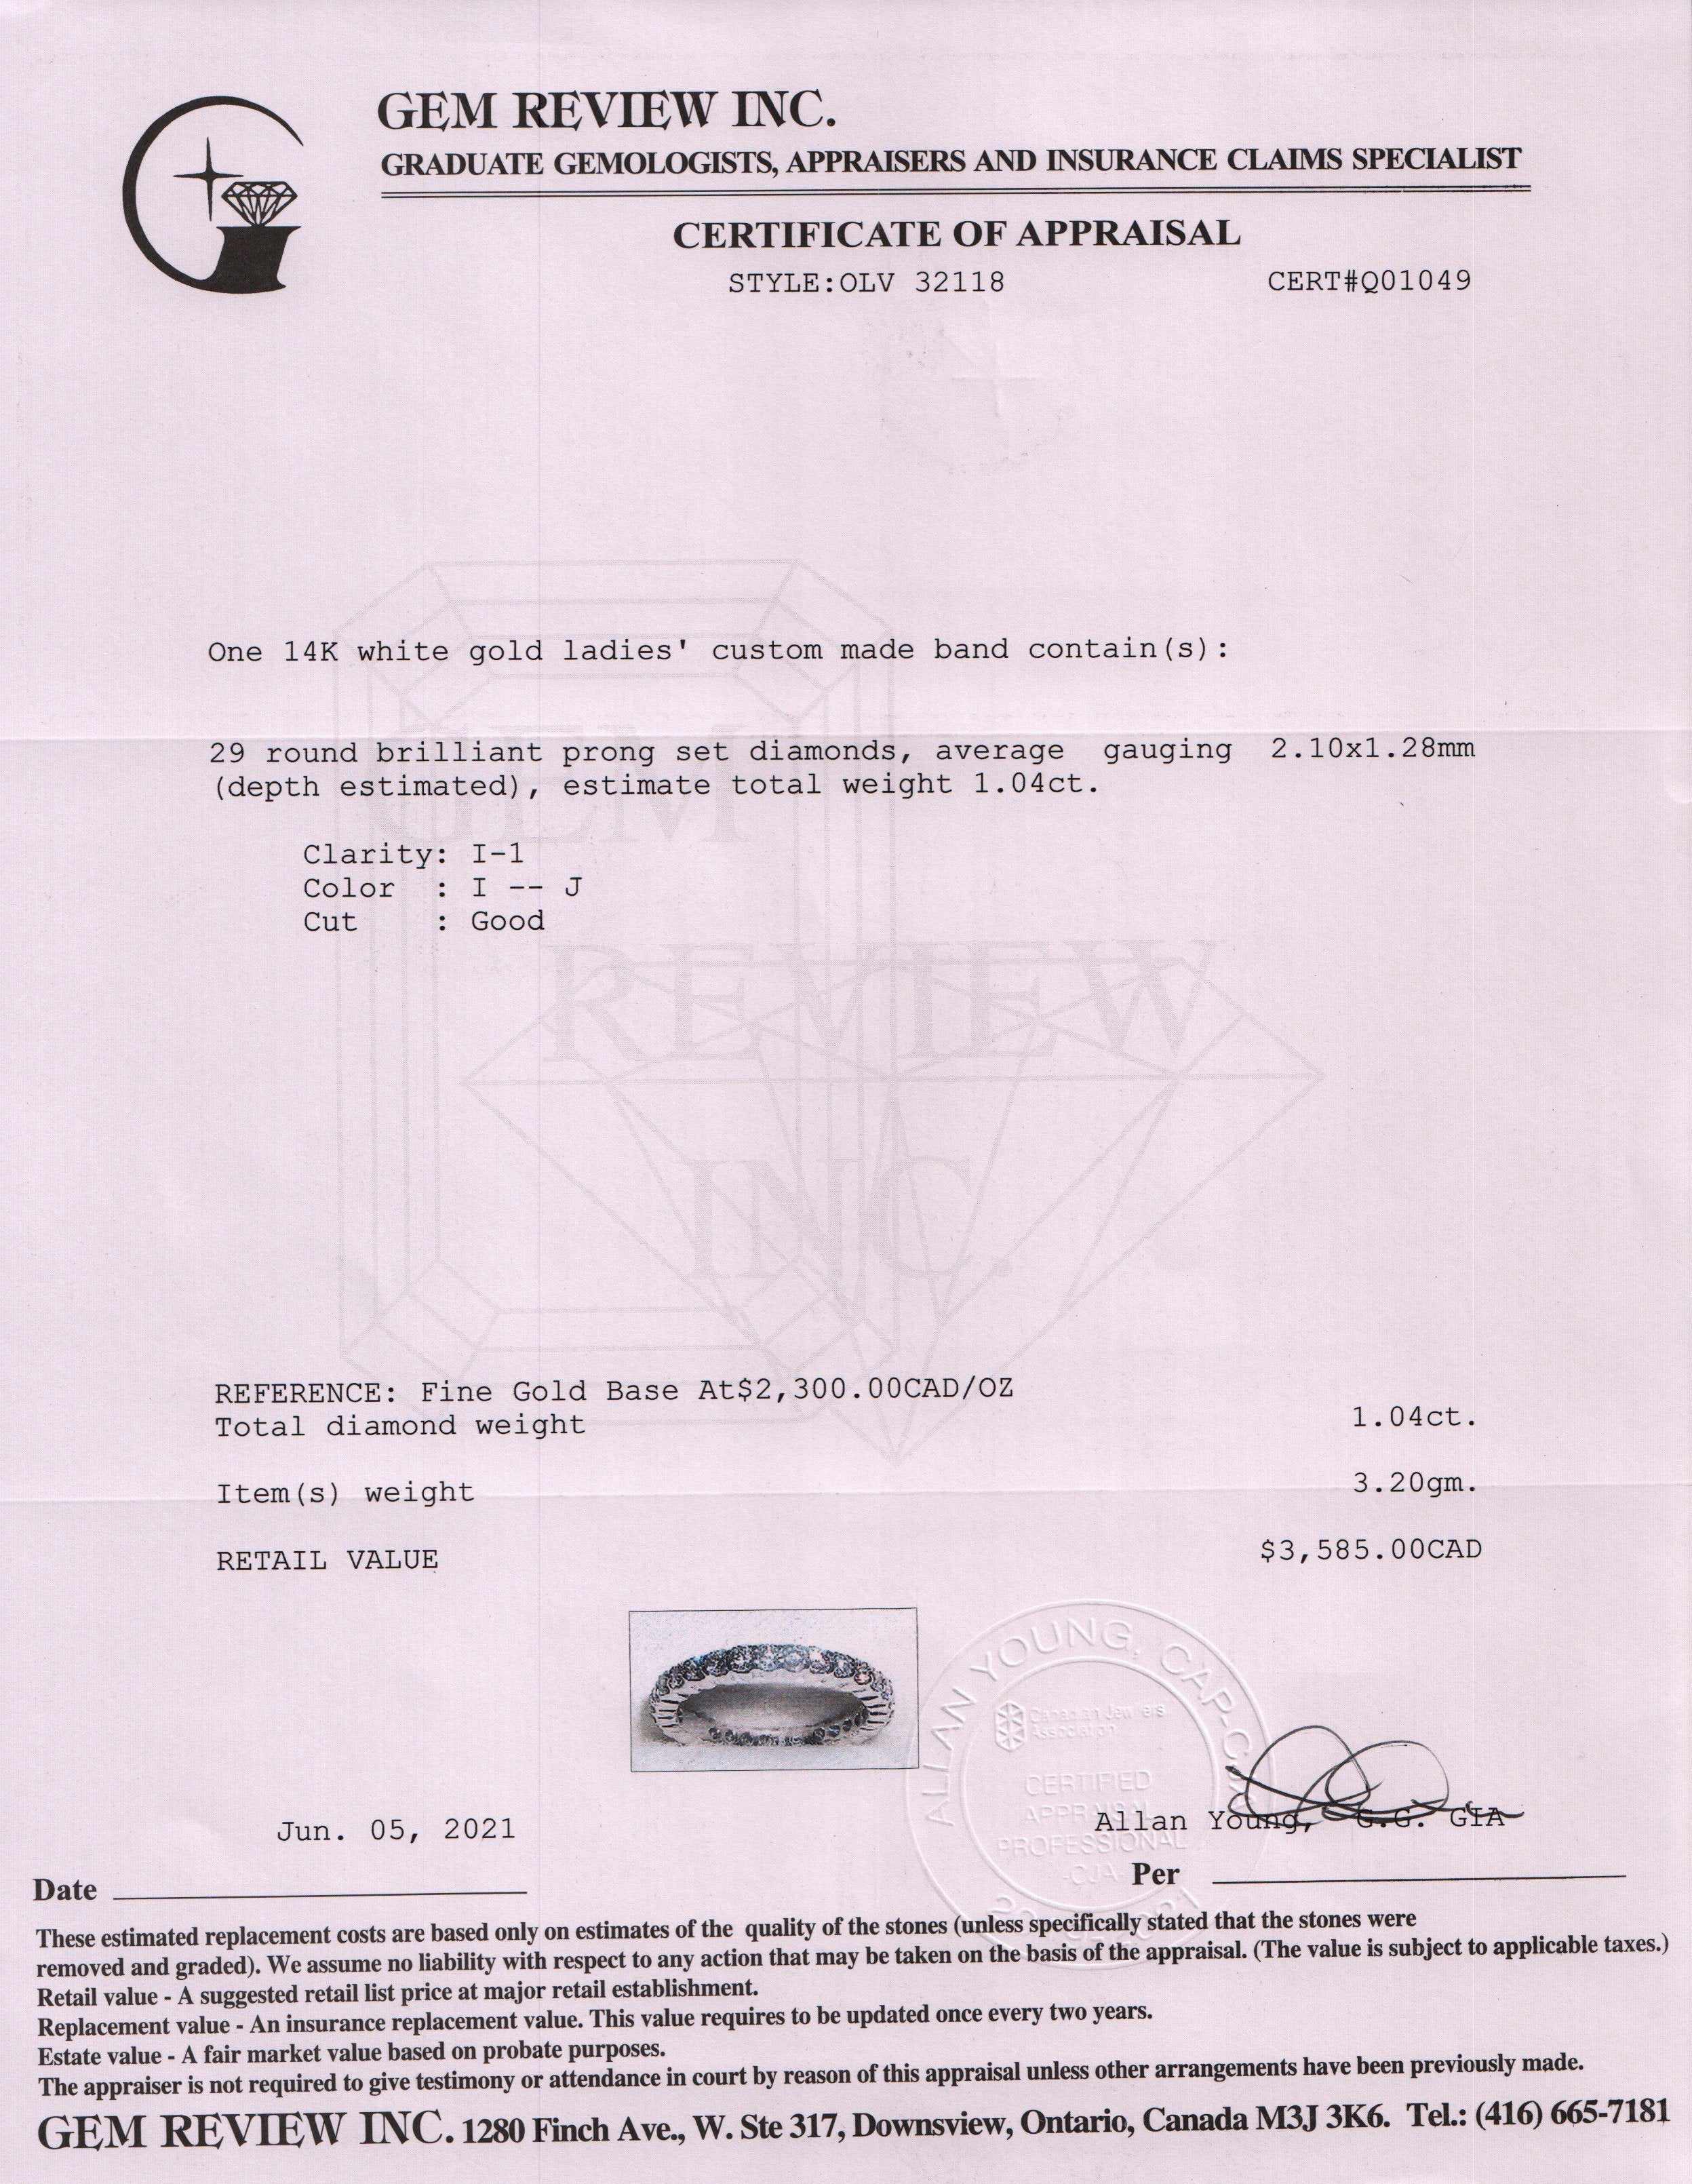 GEM REVIEW INC.
GRADUATE GEMOLOGISTS, APPRAISERS AND INSURANCE CLAIMS SPECIALIST
CERTIFICATE OF APPRAISAL
STYLE:OLV 32118 CERT#Q01049
One 14K white gold ladies' custom made band contain(s):
29 round brilliant prong set diamonds, average gauging 2.10x1.28mm
(depth estimated), estimate total weight 1.04ct.
Clarity: I-1
Color : I -- J
Cut : Good
GEM
REVIEW
INC.
REFERENCE: Fine Gold Base At$2,300.00CAD/OZ
Total diamond weight 1.04ct.
Item(s) weight 3.20gm.
RETAIL VALUE $3,585.00CAD
ALLAN YOUNG, CAP-CJA
Canadian Jewellers
Association
CERTIFIED
APPRAISAL
PROFESSIONAL
-CJA-
Jun. 05, 2021 Allan Young, G.G. GIA
Date Per
These estimated replacement costs are based only on estimates of the quality of the stones (unless specifically stated that the stones were
removed and graded). We assume no liability with respect to any action that may be taken on the basis of the appraisal. (The value is subject to applicable taxes.)
Retail value - A suggested retail list price at major retail establishment.
Replacement value - An insurance replacement value. This value requires to be updated once every two years.
Estate value - A fair market value based on probate purposes.
The appraiser is not required to give testimony or attendance in court by reason of this appraisal unless other arrangements have been previously made.
GEM REVIEW INC. 1280 Finch Ave., W. Ste 317, Downsview, Ontario, Canada M3J 3K6. Tel.: (416) 665-7181